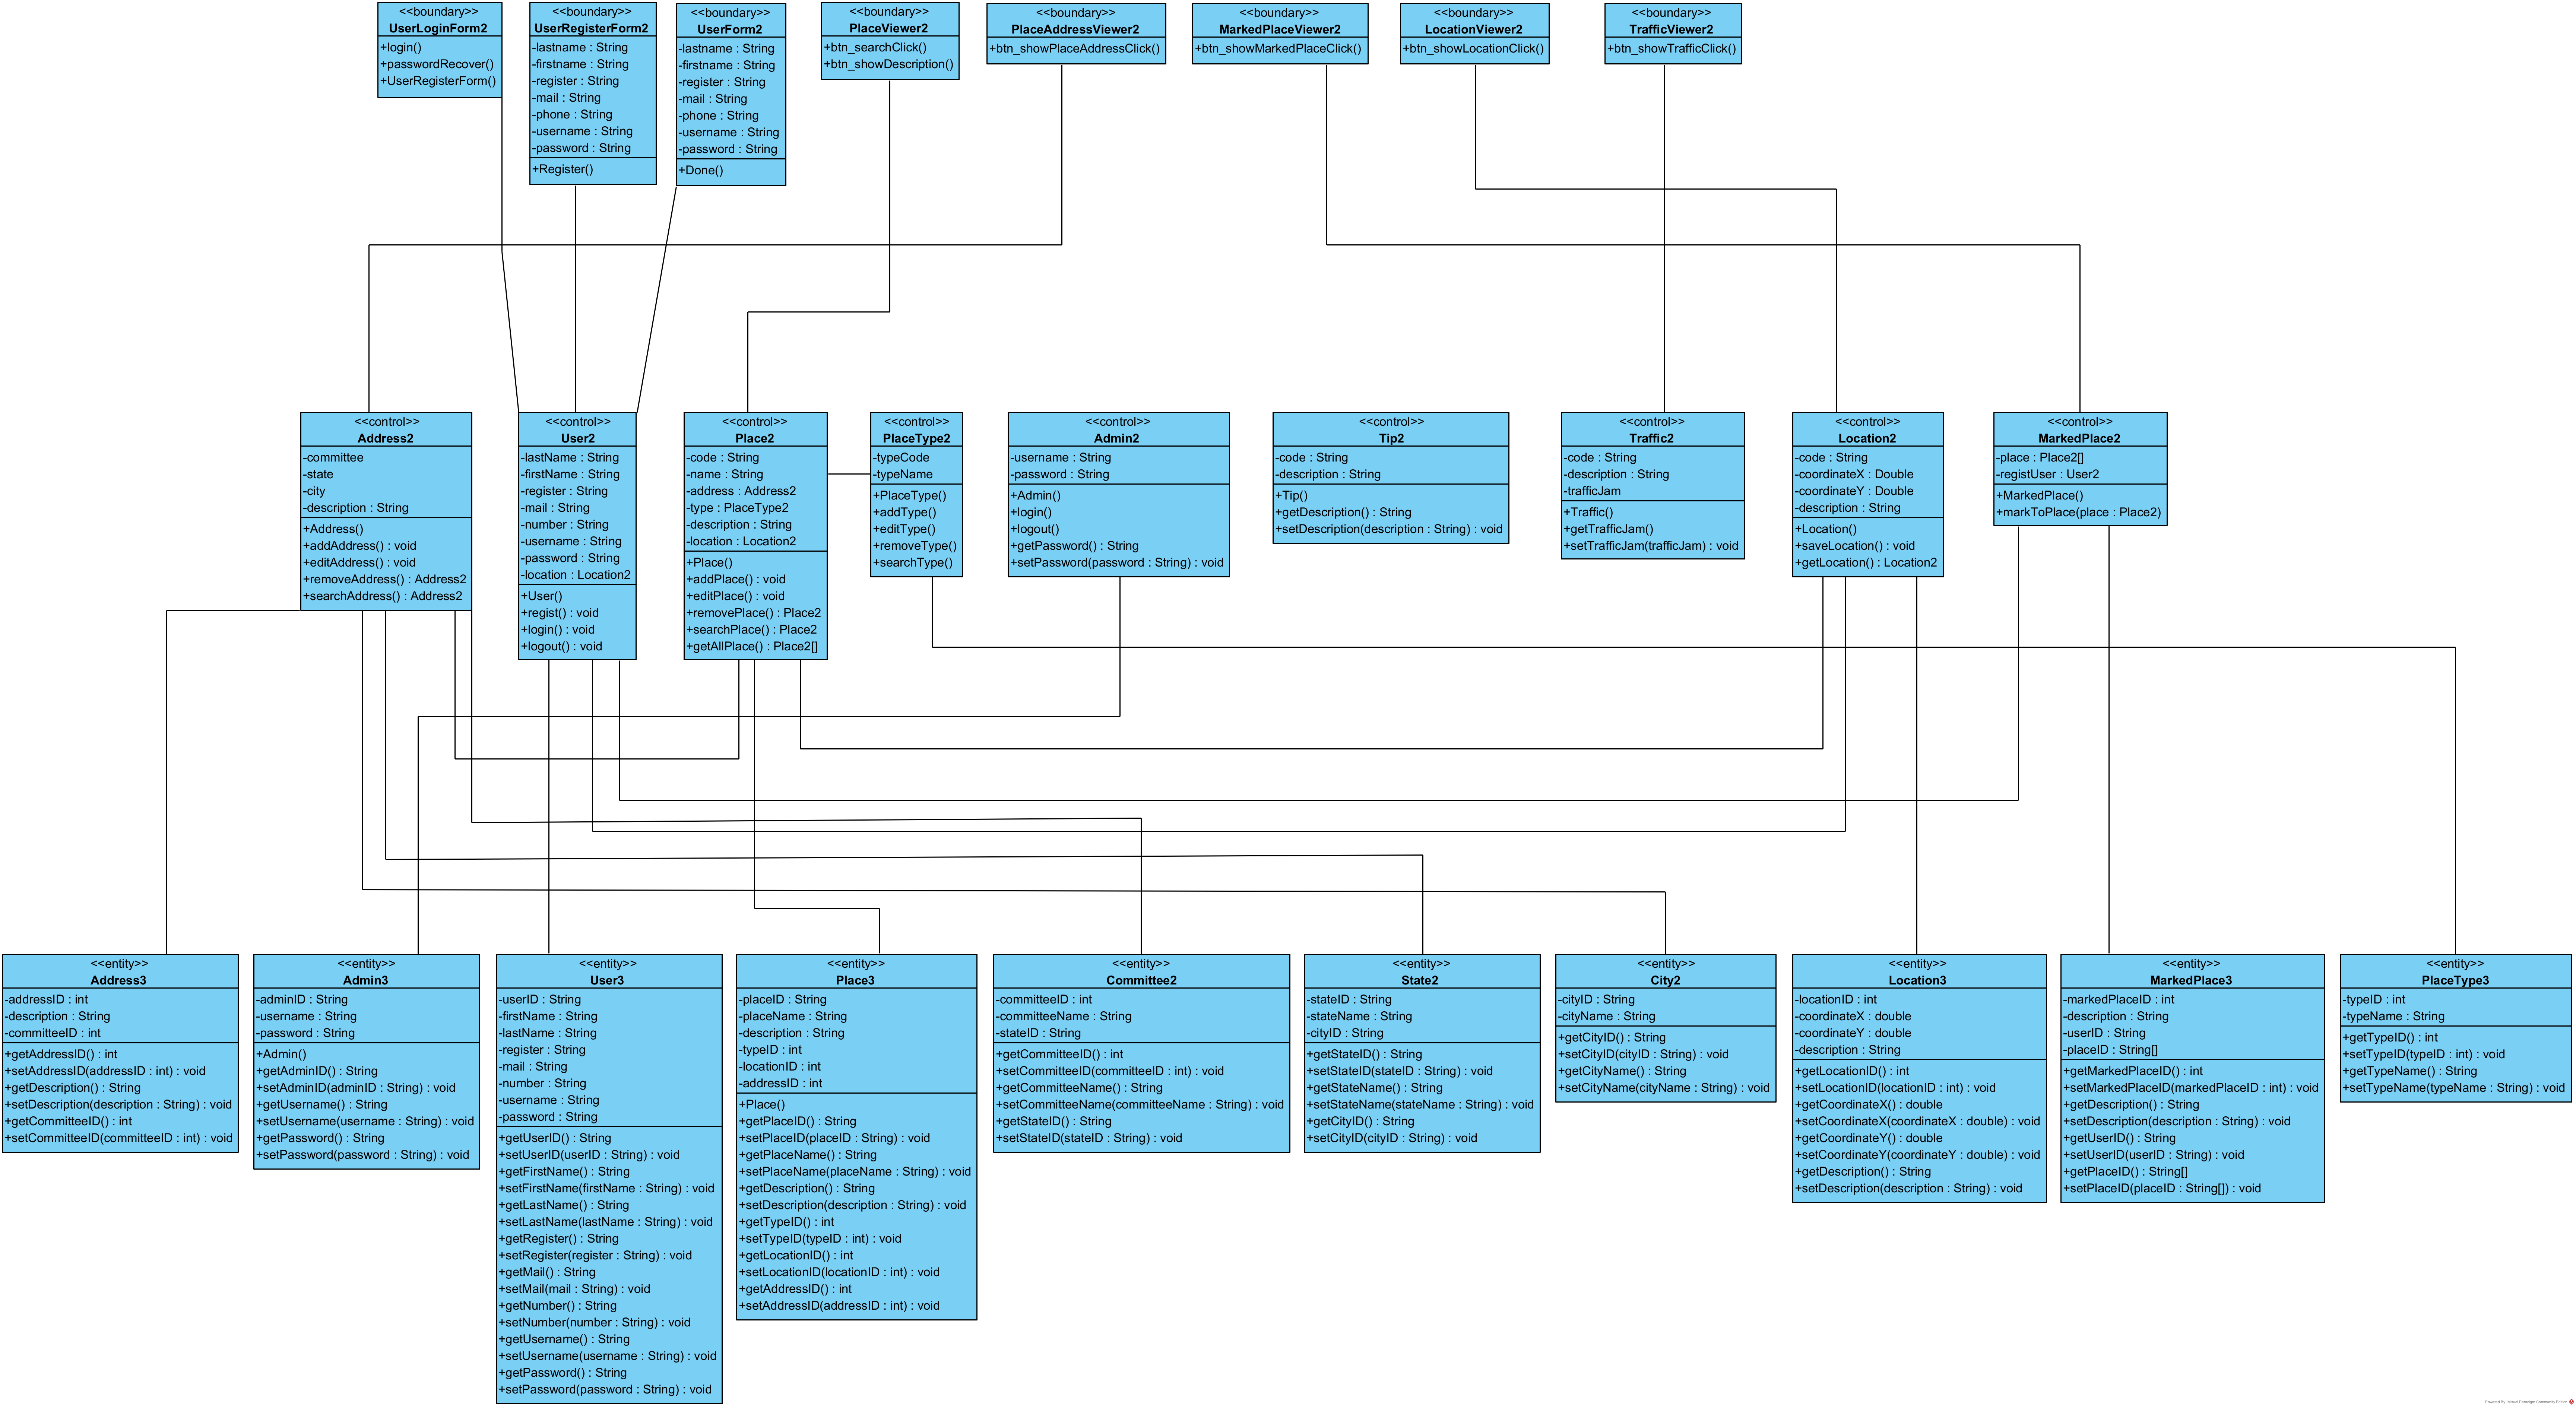 <<boundary>>
UserLoginForm2
+login()
+passwordRecover()
+UserRegisterForm()
<<boundary>>
UserRegisterForm2
-lastname : String
-firstname : String
-register : String
-mail : String
-phone : String
-username : String
-password : String
+Register()
<<boundary>>
UserForm2
-lastname : String
-firstname : String
-register : String
-mail : String
-phone : String
-username : String
-password : String
+Done()
<<boundary>>
PlaceViewer2
+btn_searchClick()
+btn_showDescription()
<<boundary>>
PlaceAddressViewer2
+btn_showPlaceAddressClick()
<<boundary>>
MarkedPlaceViewer2
+btn_showMarkedPlaceClick()
<<boundary>>
LocationViewer2
+btn_showLocationClick()
<<boundary>>
TrafficViewer2
+btn_showTrafficClick()
<<control>>
Address2
-committee
-state
-city
-description : String
+Address()
+addAddress() : void
+editAddress() : void
+removeAddress() : Address2
+searchAddress() : Address2
<<control>>
User2
-lastName : String
-firstName : String
-register : String
-mail : String
-number : String
-username : String
-password : String
-location : Location2
+User()
+regist() : void
+login() : void
+logout() : void
<<control>>
Place2
-code : String
-name : String
-address : Address2
-type : PlaceType2
-description : String
-location : Location2
+Place()
+addPlace() : void
+editPlace() : void
+removePlace() : Place2
+searchPlace() : Place2
+getAllPlace() : Place2[]
<<control>>
PlaceType2
-typeCode
-typeName
+PlaceType()
+addType()
+editType()
+removeType()
+searchType()
<<control>>
Admin2
-username : String
-password : String
+Admin()
+login()
+logout()
+getPassword() : String
+setPassword(password : String) : void
<<control>>
Tip2
-code : String
-description : String
+Tip()
+getDescription() : String
+setDescription(description : String) : void
<<control>>
Traffic2
-code : String
-description : String
-trafficJam
+Traffic()
+getTrafficJam()
+setTrafficJam(trafficJam) : void
<<control>>
Location2
-code : String
-coordinateX : Double
-coordinateY : Double
-description : String
+Location()
+saveLocation() : void
+getLocation() : Location2
<<control>>
MarkedPlace2
-place : Place2[]
-registUser : User2
+MarkedPlace()
+markToPlace(place : Place2)
<<entity>>
Address3
-addressID : int
-description : String
-committeeID : int
+getAddressID() : int
+setAddressID(addressID : int) : void
+getDescription() : String
+setDescription(description : String) : void
+getCommitteeID() : int
+setCommitteeID(committeeID : int) : void
<<entity>>
Admin3
-adminID : String
-username : String
-password : String
+Admin()
+getAdminID() : String
+setAdminID(adminID : String) : void
+getUsername() : String
+setUsername(username : String) : void
+getPassword() : String
+setPassword(password : String) : void
<<entity>>
User3
-userID : String
-firstName : String
-lastName : String
-register : String
-mail : String
-number : String
-username : String
-password : String
+getUserID() : String
+setUserID(userID : String) : void
+getFirstName() : String
+setFirstName(firstName : String) : void
+getLastName() : String
+setLastName(lastName : String) : void
+getRegister() : String
+setRegister(register : String) : void
+getMail() : String
+setMail(mail : String) : void
+getNumber() : String
+setNumber(number : String) : void
+getUsername() : String
+setUsername(username : String) : void
+getPassword() : String
+setPassword(password : String) : void
<<entity>>
Place3
-placeID : String
-placeName : String
-description : String
-typeID : int
-locationID : int
-addressID : int
+Place()
+getPlaceID() : String
+setPlaceID(placeID : String) : void
+getPlaceName() : String
+setPlaceName(placeName : String) : void
+getDescription() : String
+setDescription(description : String) : void
+getTypeID() : int
+setTypeID(typeID : int) : void
+getLocationID() : int
+setLocationID(locationID : int) : void
+getAddressID() : int
+setAddressID(addressID : int) : void
<<entity>>
Committee2
-committeeID : int
-committeeName : String
-stateID : String
+getCommitteeID() : int
+setCommitteeID(committeeID : int) : void
+getCommitteeName() : String
+setCommitteeName(committeeName : String) : void
+getStateID() : String
+setStateID(stateID : String) : void
<<entity>>
State2
-stateID : String
-stateName : String
-cityID : String
+getStateID() : String
+setStateID(stateID : String) : void
+getStateName() : String
+setStateName(stateName : String) : void
+getCityID() : String
+setCityID(cityID : String) : void
<<entity>>
City2
-cityID : String
-cityName : String
+getCityID() : String
+setCityID(cityID : String) : void
+getCityName() : String
+setCityName(cityName : String) : void
<<entity>>
Location3
-locationID : int
-coordinateX : double
-coordinateY : double
-description : String
+getLocationID() : int
+setLocationID(locationID : int) : void
+getCoordinateX() : double
+setCoordinateX(coordinateX : double) : void
+getCoordinateY() : double
+setCoordinateY(coordinateY : double) : void
+getDescription() : String
+setDescription(description : String) : void
<<entity>>
MarkedPlace3
-markedPlaceID : int
-description : String
-userID : String
-placeID : String[]
+getMarkedPlaceID() : int
+setMarkedPlaceID(markedPlaceID : int) : void
+getDescription() : String
+setDescription(description : String) : void
+getUserID() : String
+setUserID(userID : String) : void
+getPlaceID() : String[]
+setPlaceID(placeID : String[]) : void
<<entity>>
PlaceType3
-typeID : int
-typeName : String
+getTypeID() : int
+setTypeID(typeID : int) : void
+getTypeName() : String
+setTypeName(typeName : String) : void
Powered By Visual Paradigm Community Edition